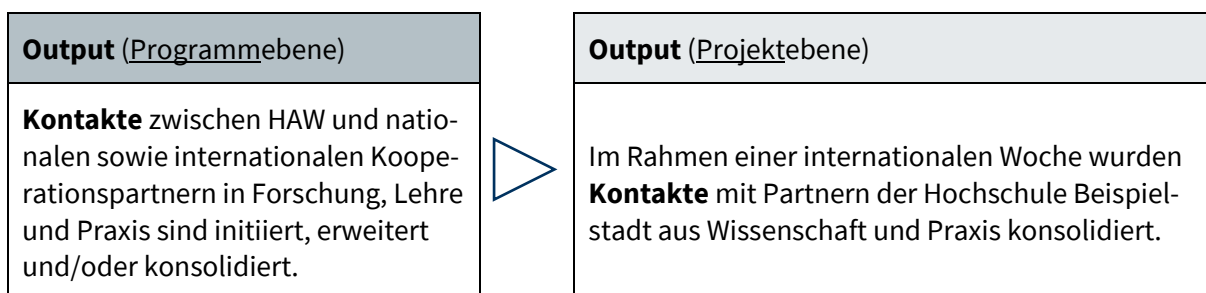 Output (Programmebene)
Kontakte zwischen HAW und natio-
nalen sowie internationalen Koope-
rationspartnern in Forschung, Lehre
und Praxis sind initiiert, erweitert
und/oder konsolidiert.
Output (Projektebene)
Im Rahmen einer internationalen Woche wurden
Kontakte mit Partnern der Hochschule Beispiel-
stadt aus Wissenschaft und Praxis konsolidiert.